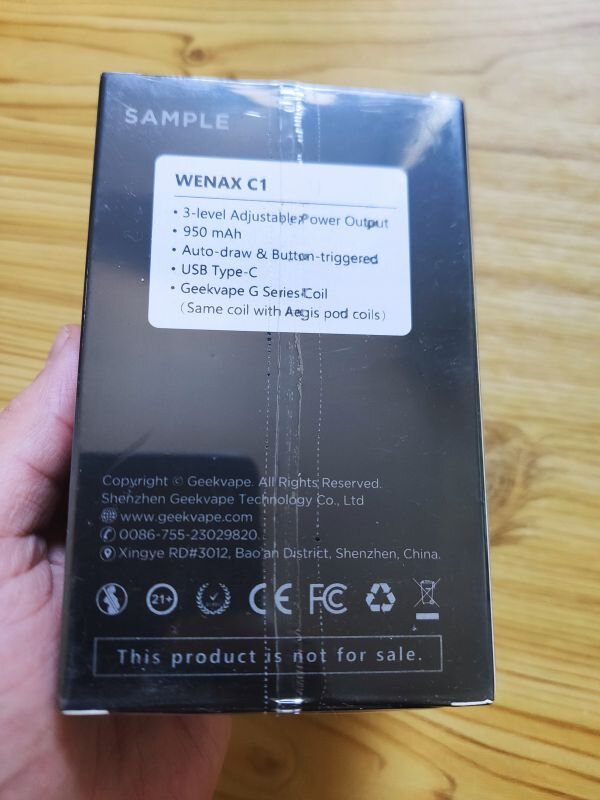 SAMPLE
WENAX C1
• 3-level Adjustable Power Output
• 950 mAh
• Auto-draw & Button-triggered
• USB Type-C
• Geekvape G Series Coil
(Same coil with Aegis pod coils)
Copyright © Geekvape. All Rights Reserved.
Shenzhen Geekvape Technology Co., Ltd
www.geekvape.com
0086-755-23029820
Xingye RD#3012, Bao'an District, Shenzhen, China.
21+ CE FC
This product is not for sale.